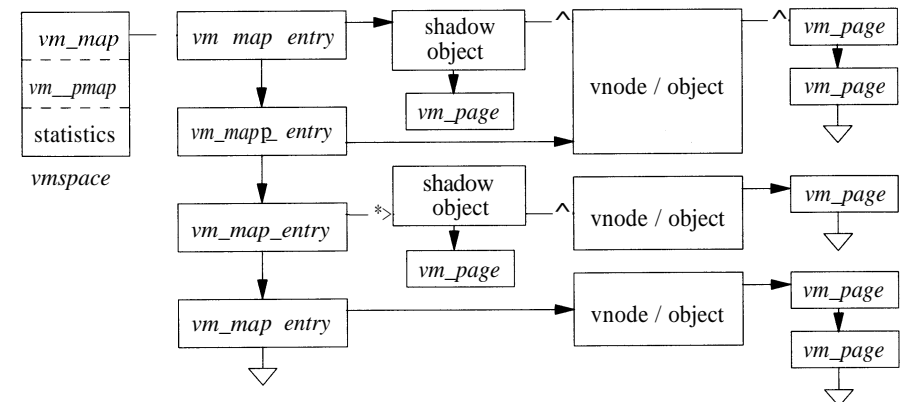 vm_map
vm__pmap
statistics
vmspace
vm map entry
vm_mapp_ entry
vm_map_entry
vm_map entry
shadow
object
vm_page
shadow
object
vm_page
^
vnode / object
^
vm_page
vm_page
*>
^
vnode / object
vm_page
vnode / object
vm_page
vm_page